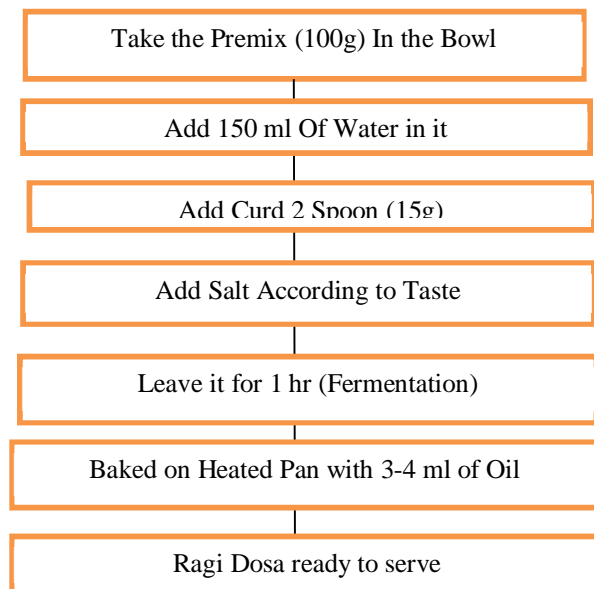 Take the Premix (100g) In the Bowl
Add 150 ml Of Water in it
Add Curd 2 Spoon (15g)
Add Salt According to Taste
Leave it for 1 hr (Fermentation)
Baked on Heated Pan with 3-4 ml of Oil
Ragi Dosa ready to serve